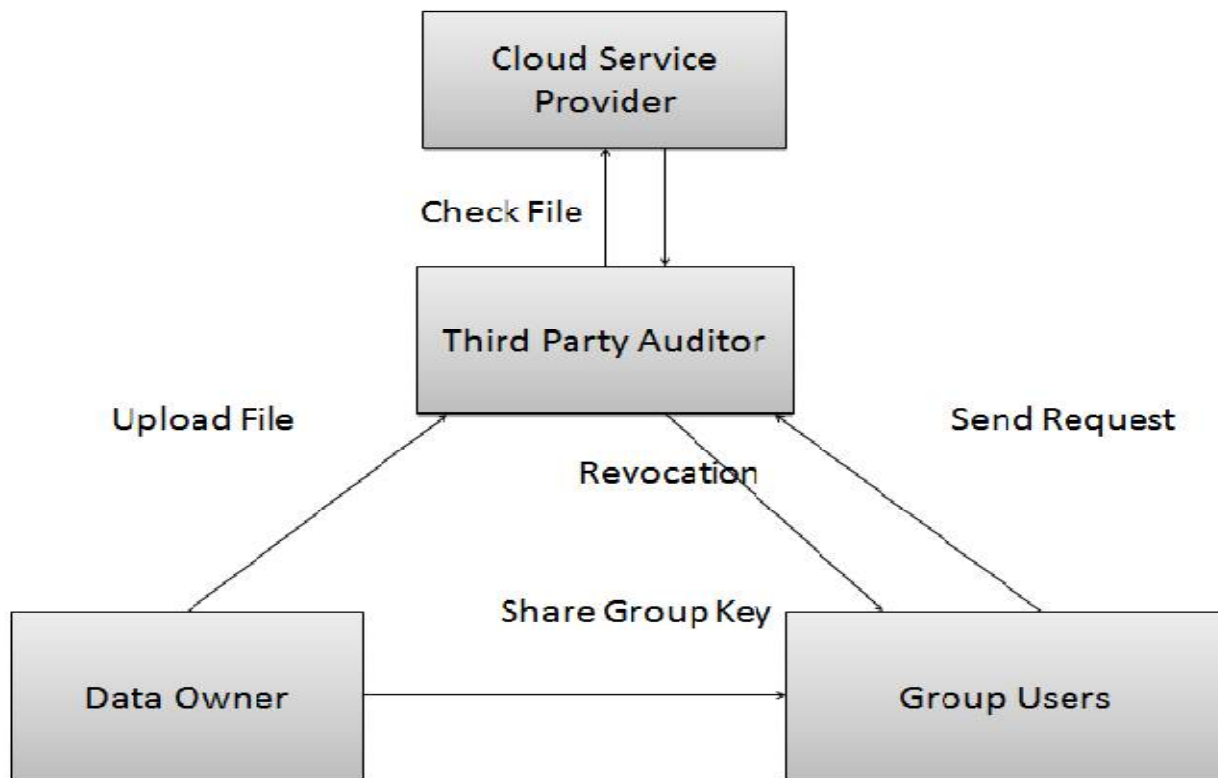 Cloud Service
Provider
Check File
Third Party Auditor
Upload File
Send Request
Revocation
Share Group Key
Data Owner
Group Users